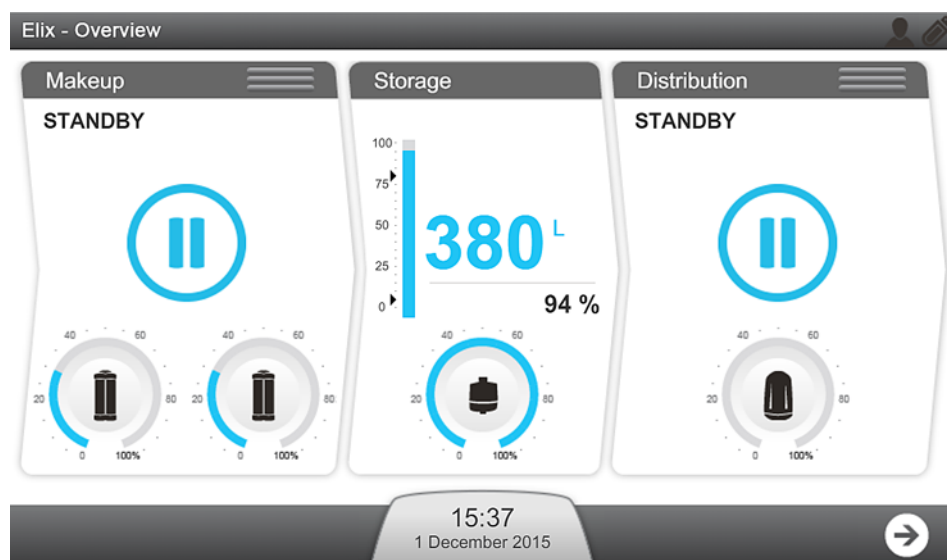 Elix - Overview
Makeup
STANDBY
40 60
20 80
0 100%
40 60
20 80
0 100%
Storage
100
75
50
25
0
380 L
94 %
40 60
20 80
0 100%
Distribution
STANDBY
40 60
20 80
0 100%
15:37
1 December 2015